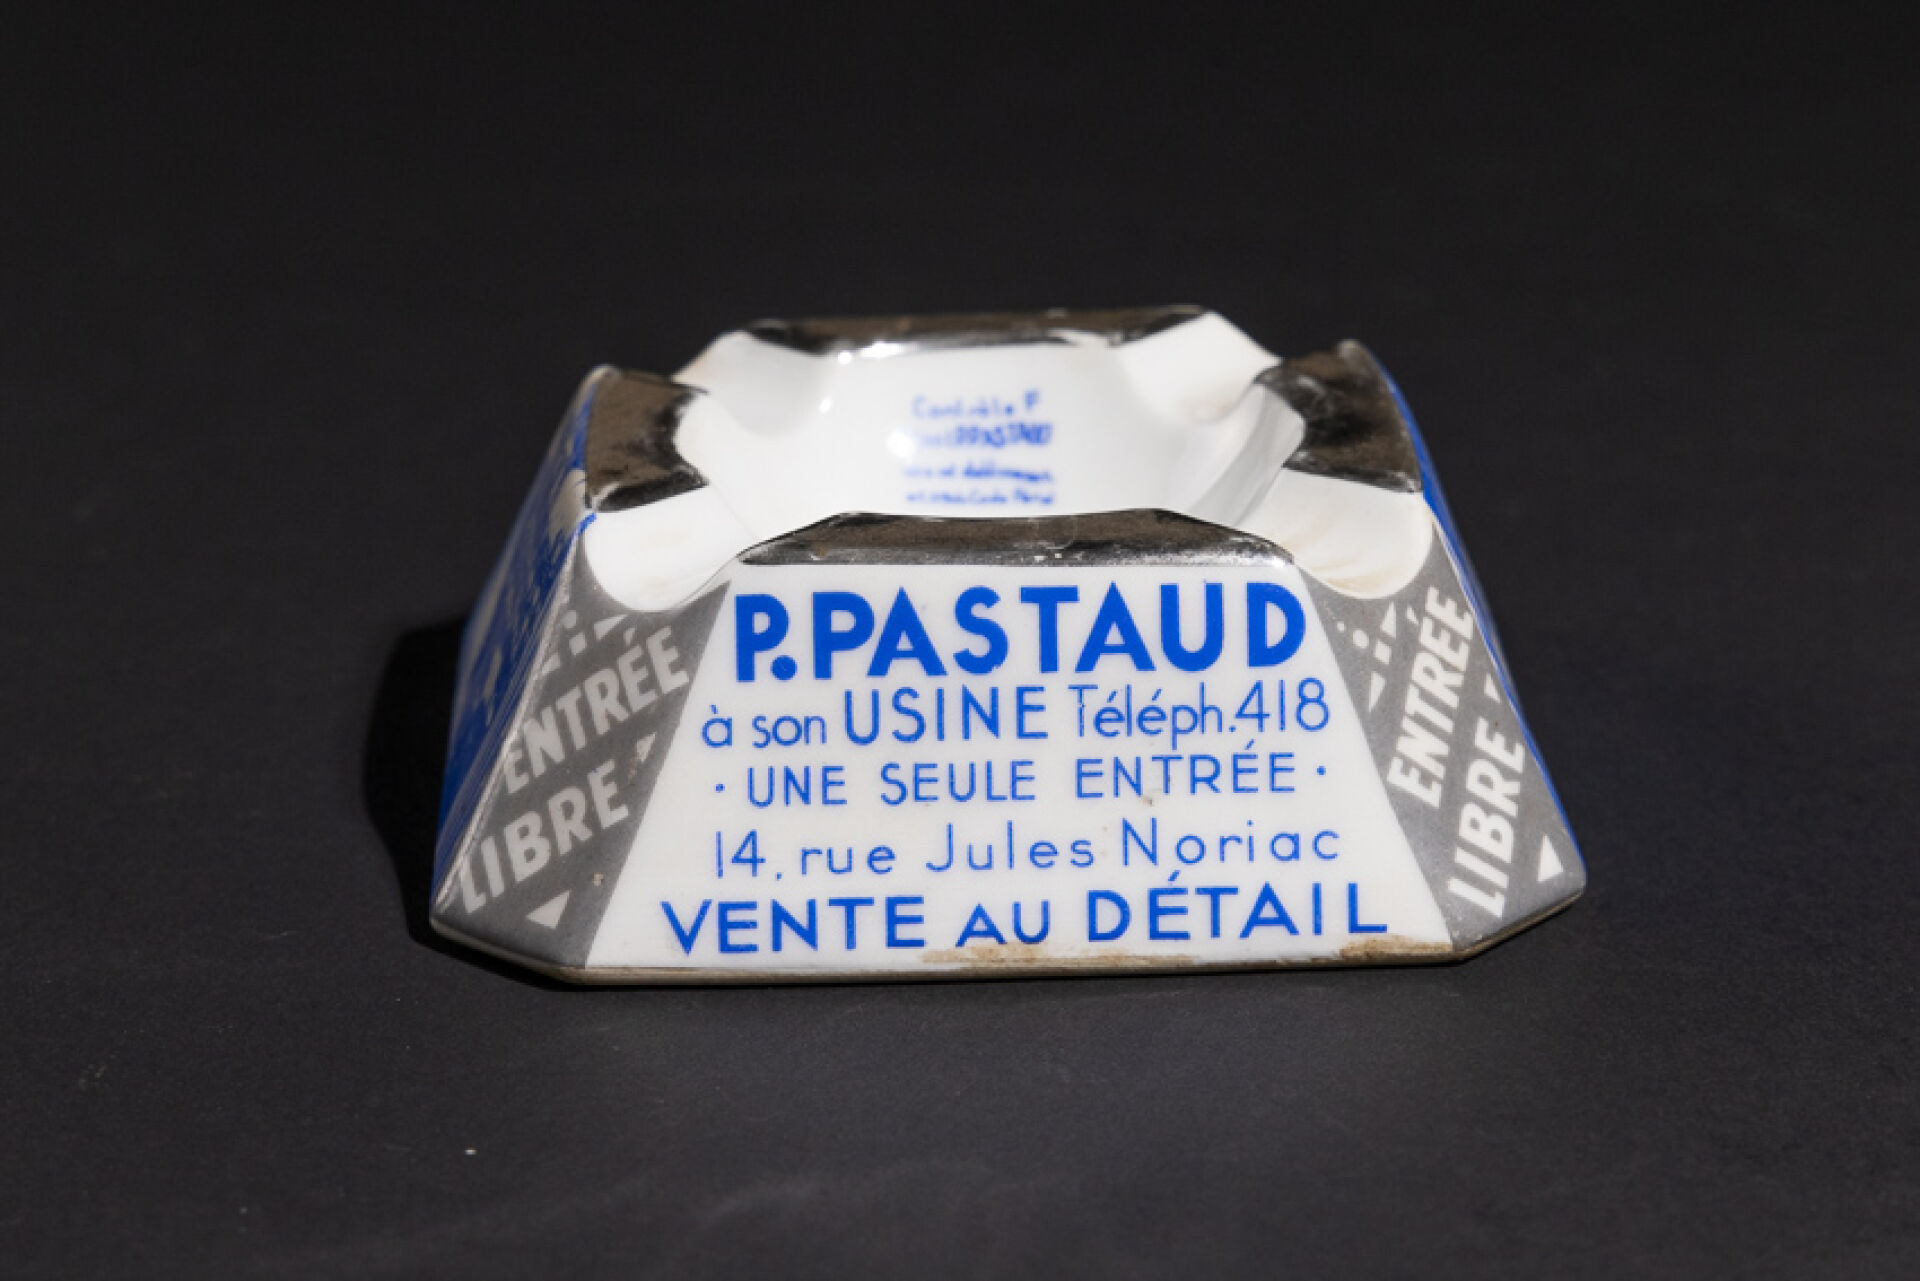 P.PASTAUD
à son USINE Téléph.418
· UNE SEULE ENTRÉE ·
14, rue Jules Noriac
VENTE AU DÉTAIL
ENTRÉE
LIBRE
ENTRÉE
LIBRE